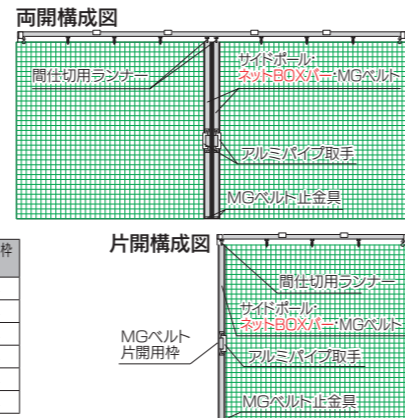 両開構成図
間仕切用ランナー
サイドポール・
ネットBOXバー・MGベルト
アルミパイプ取手
MGベルト止金具
枠
片開構成図
間仕切用ランナー
サイドポール・
ネットBOXバー・MGベルト
MGベルト
片開用枠
アルミパイプ取手
MGベルト止金具